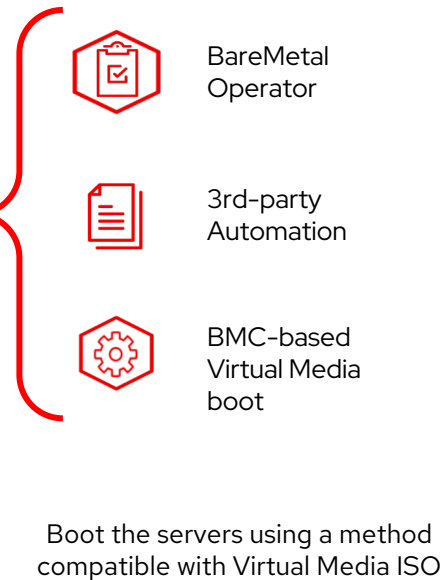 BareMetal
Operator
3rd-party
Automation
BMC-based
Virtual Media
boot
Boot the servers using a method
compatible with Virtual Media ISO